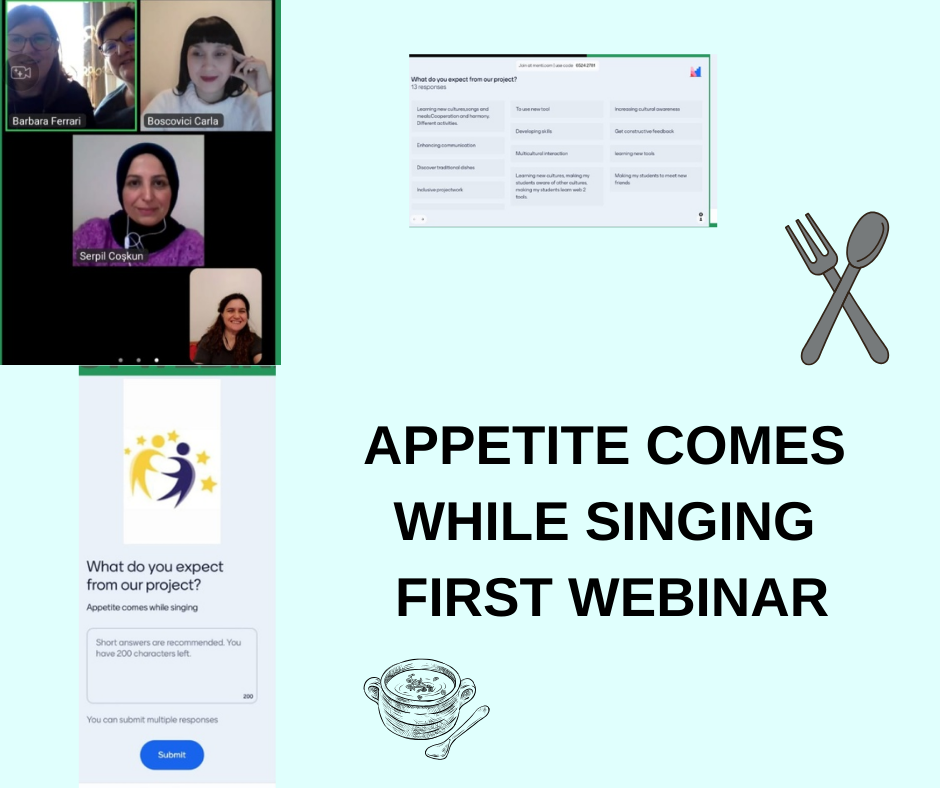 Barbara Ferrari
Boscovici Carla
Serpil Coşkun
Join at menti.com | use code
What do you expect from our project?
13 responses
Learning new cultures,songs and
meals.Cooperation and harmony.
Different activities.
Enhancing communication
Discover traditional dishes
Inclusive projectwork
To use new tool
Developing skills
Multicultural interaction
Learning new cultures, making my
students aware of other cultures,
making my students learn web 2
tools.
Increasing cultural awareness
Get constructive feedback
learning new tools
Making my students to meet new
friends
What do you expect
from our project?
Appetite comes while singing
Short answers are recommended. You
have 200 characters left.
200
You can submit multiple responses
Submit
APPETITE COMES
WHILE SINGING
FIRST WEBINAR